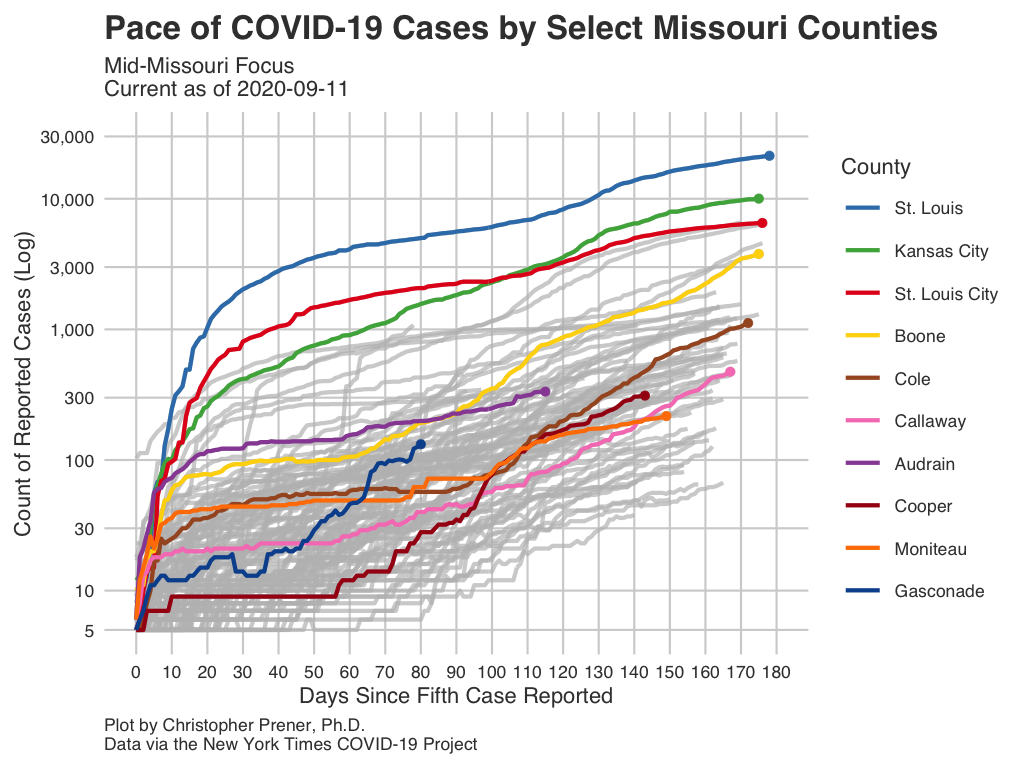 Pace of COVID-19 Cases by Select Missouri Counties
Mid-Missouri Focus
Current as of 2020-09-11
Count of Reported Cases (Log)
30,000
10,000
3,000
1,000
300
100
30
10
5
0 10 20 30 40 50 60 70 80 90 100 110 120 130 140 150 160 170 180
Days Since Fifth Case Reported
County
St. Louis
Kansas City
St. Louis City
Boone
Cole
Callaway
Audrain
Cooper
Moniteau
Gasconade
Plot by Christopher Prener, Ph.D.
Data via the New York Times COVID-19 Project